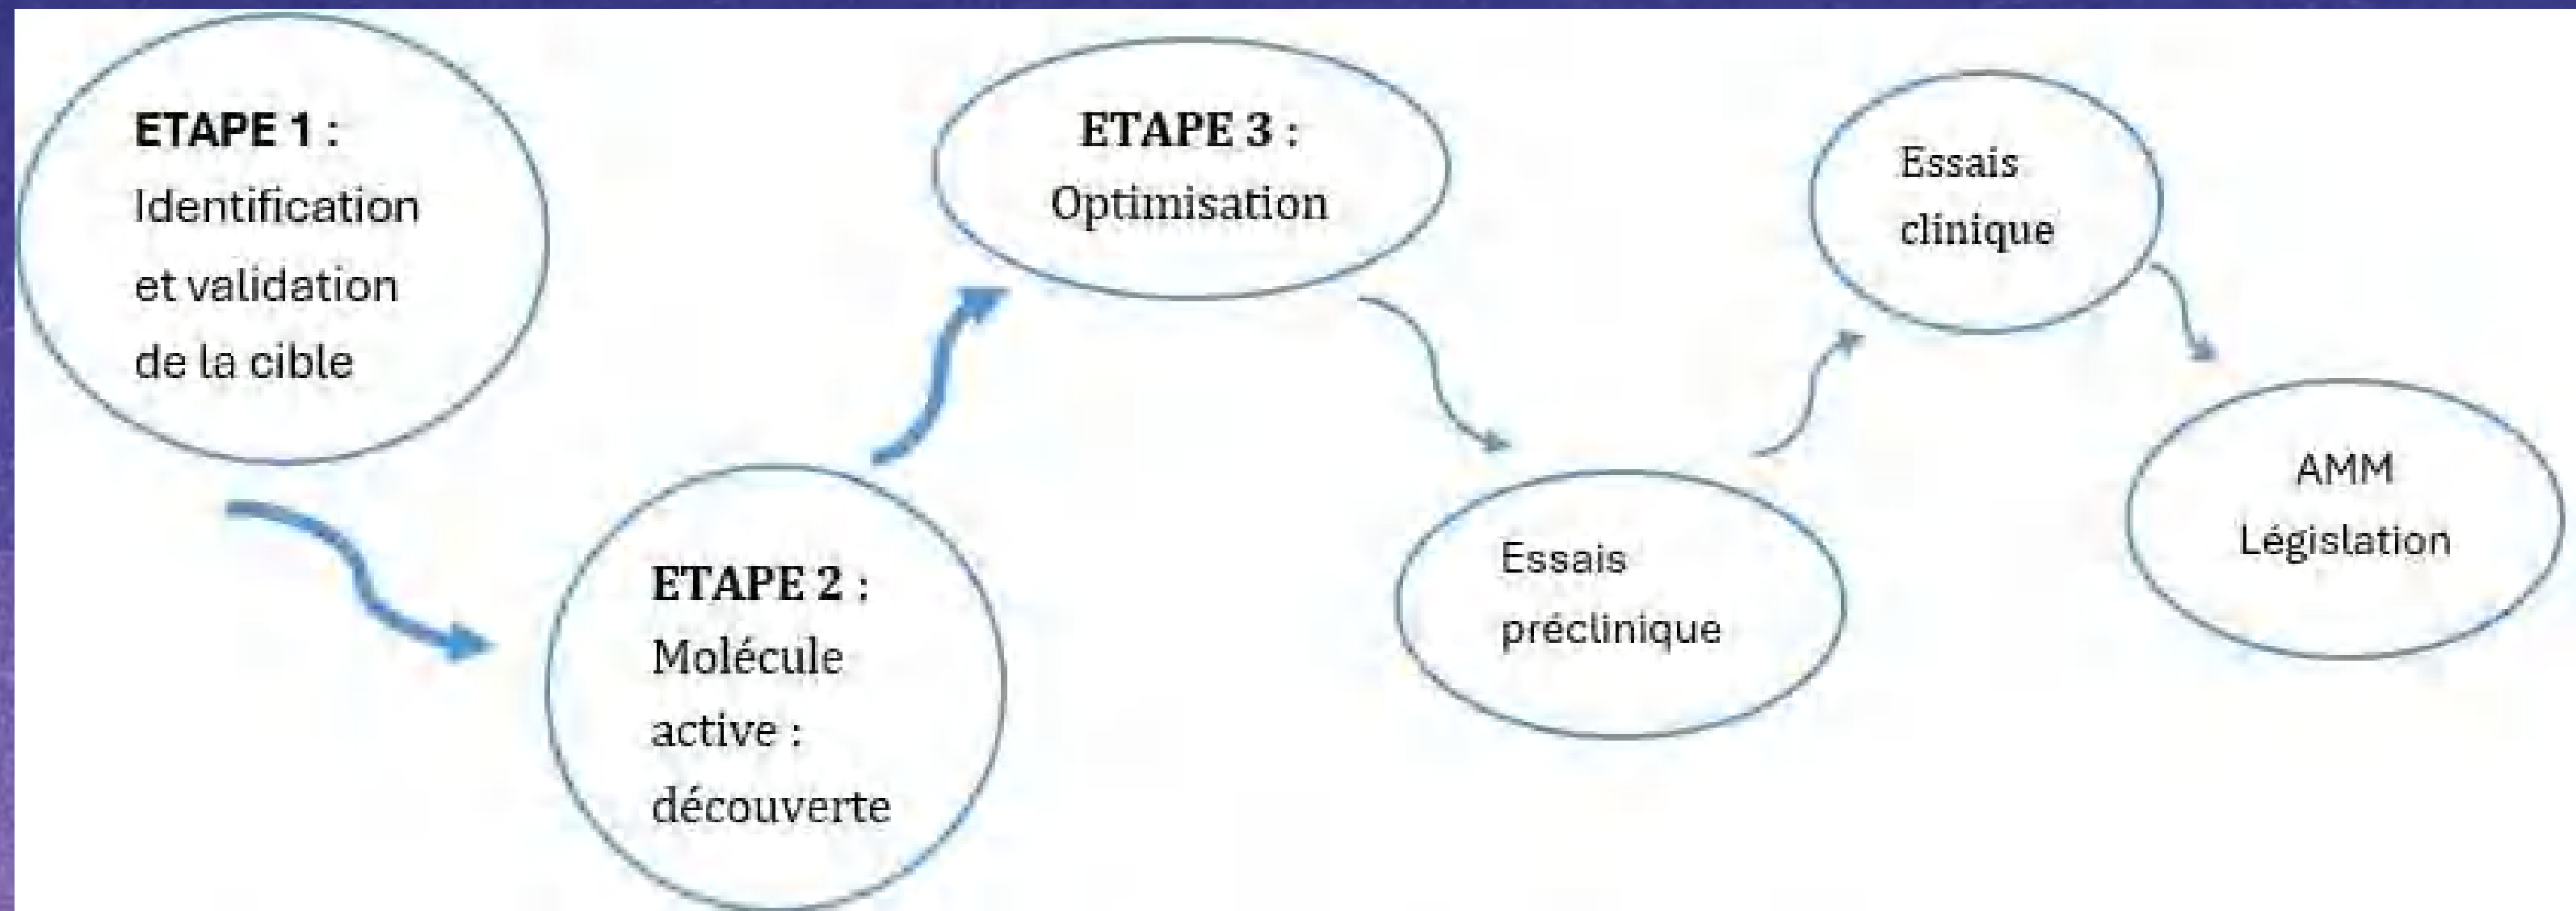 ETAPE 1 :
Identification
et validation
de la cible
ETAPE 2 :
Molécule
active :
découverte
ETAPE 3 :
Optimisation
Essais
préclinique
Essais
clinique
AMM
Législation